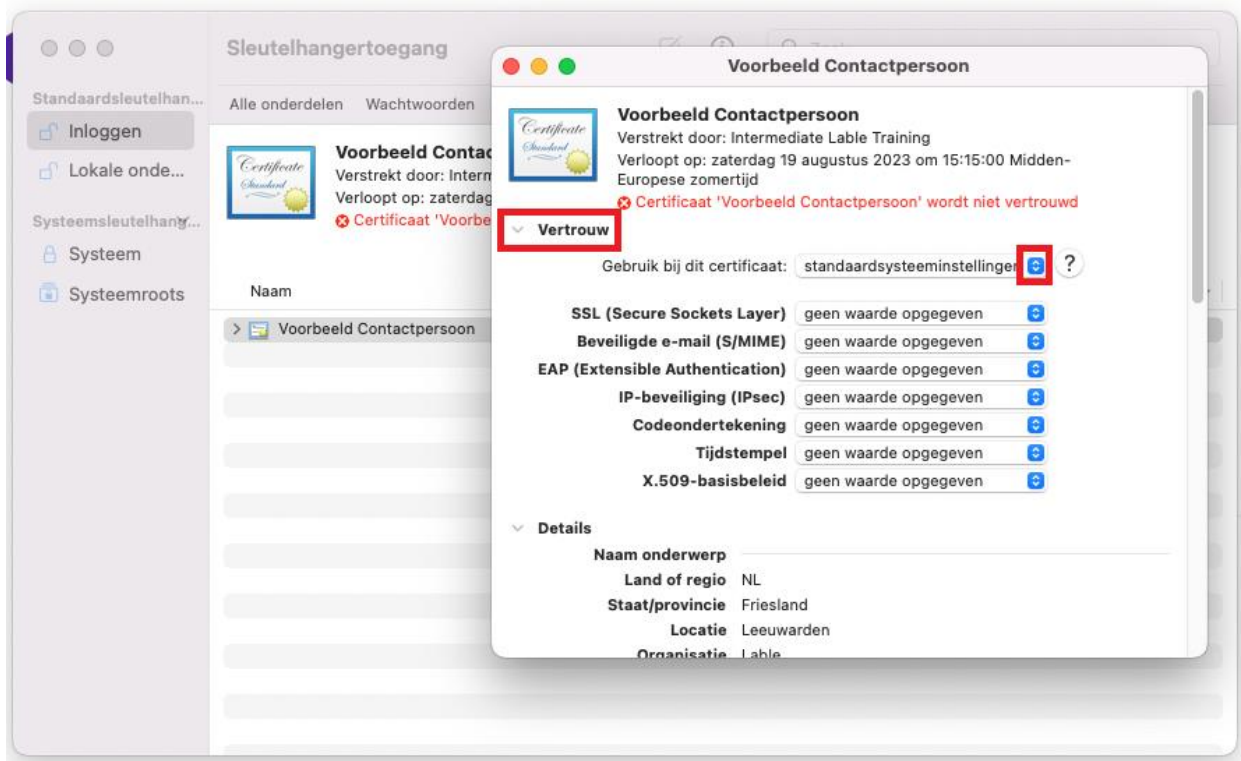 Sleutelhangertoegang
Standaardsleutelhan...
Inloggen
Lokale onde...
Systeemsleutelhang...
Systeem
Systeemroots
Alle onderdelen Wachtwoorden
Certificate
Standard
Voorbeeld Contac
Verstrekt door: Intern
Verloopt op: zaterdag
Certificaat 'Voorbe
Naam
Voorbeeld Contactpersoon
Voorbeeld Contactpersoon
Certificate
Standard
Voorbeeld Contactpersoon
Verstrekt door: Intermediate Lable Training
Verloopt op: zaterdag 19 augustus 2023 om 15:15:00 Midden-
Europese zomertijd
Certificaat 'Voorbeeld Contactpersoon' wordt niet vertrouwd
Vertrouw
Gebruik bij dit certificaat: standaardsysteeminstellingen ?
SSL (Secure Sockets Layer) geen waarde opgegeven
Beveiligde e-mail (S/MIME) geen waarde opgegeven
EAP (Extensible Authentication) geen waarde opgegeven
IP-beveiliging (IPsec) geen waarde opgegeven
Codeondertekening geen waarde opgegeven
Tijdstempel geen waarde opgegeven
X.509-basisbeleid geen waarde opgegeven
Details
Naam onderwerp
Land of regio NL
Staat/provincie Friesland
Locatie Leeuwarden
Organisatie Lable